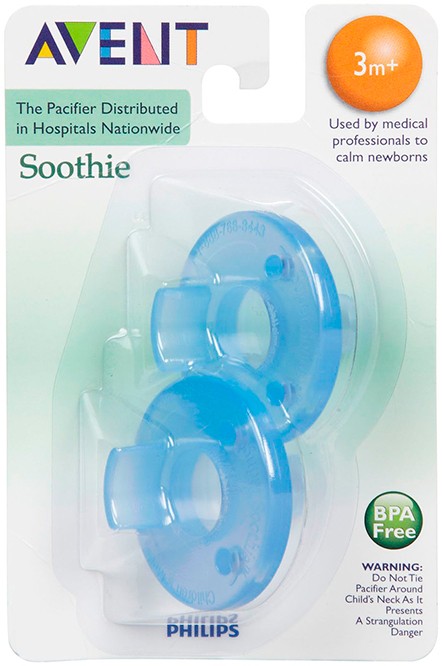 AVENT
3m+
The Pacifier Distributed
in Hospitals Nationwide
Used by medical
professionals to
calm newborns
Soothie
BPA
Free
WARNING:
Do Not Tie
Pacifier Around
Child's Neck As It
Presents
A Strangulation
Danger
PHILIPS
PHILIPS